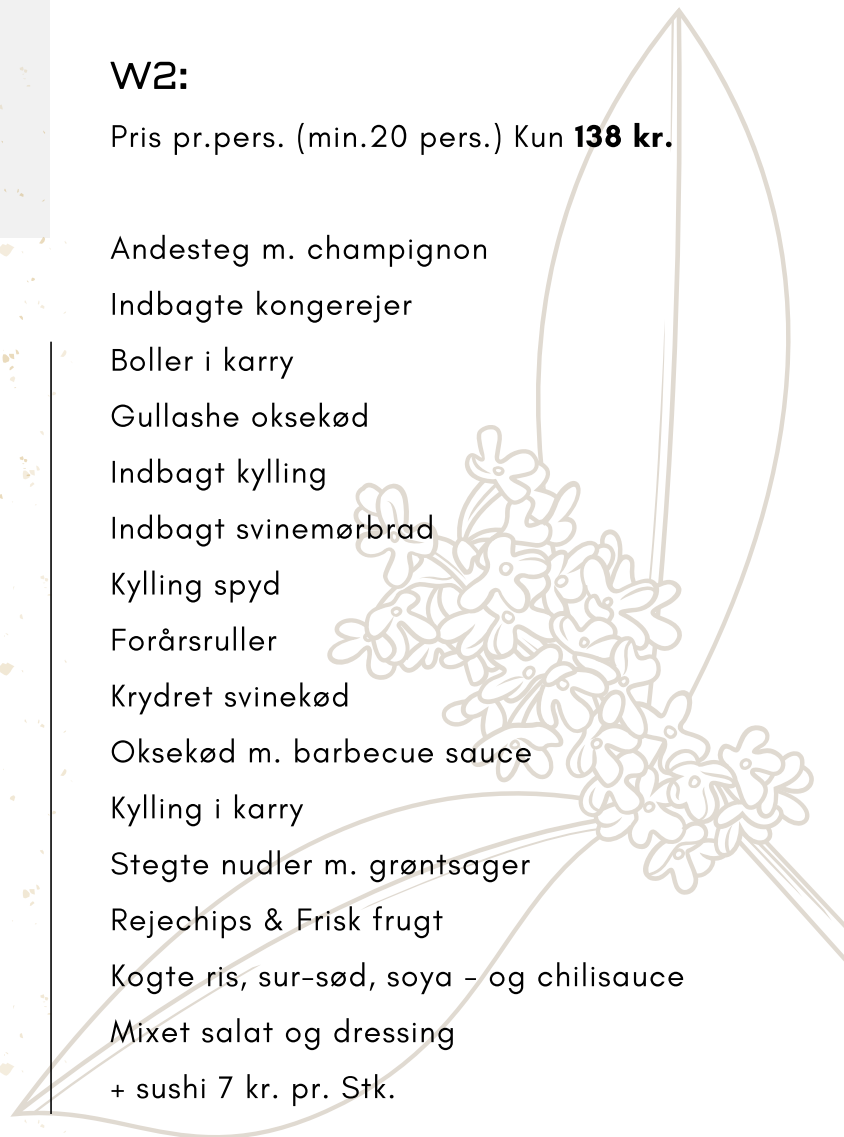 W2:
Pris pr.pers. (min.20 pers.) Kun 138 kr.
Andesteg m. champignon
Indbagte kongerejer
Boller i karry
Gullashe oksekød
Indbagt kylling
Indbagt svinemørbrad
Kylling spyd
Forårsruller
Krydret svinekød
Oksekød m. barbecue sauce
Kylling i karry
Stegte nudler m. grøntsager
Rejechips & Frisk frugt
Kogte ris, sur-sød, soya - og chilisauce
Mixet salat og dressing
+ sushi 7 kr. pr. Stk.